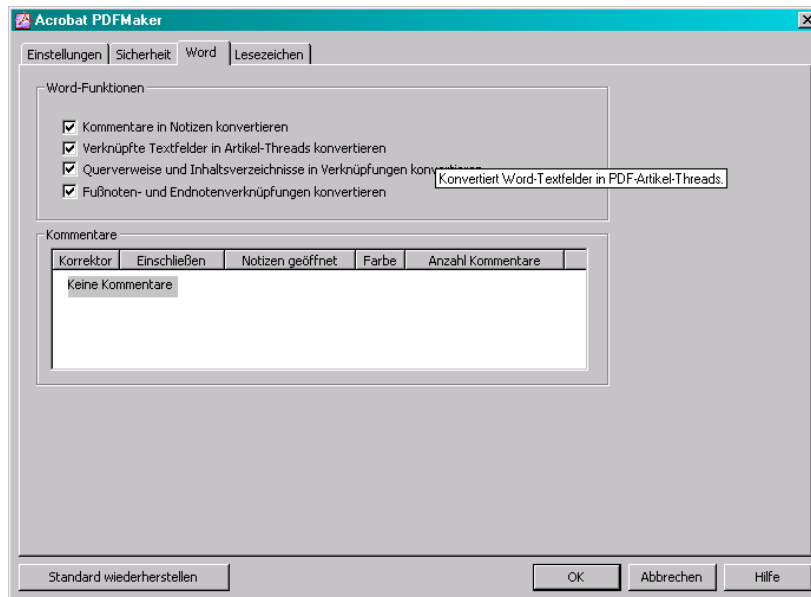 Acrobat PDFMaker
Einstellungen Sicherheit Word Lesezeichen
Word-Funktionen
Kommentare in Notizen konvertieren
Verknüpfte Textfelder in Artikel-Threads konvertieren
Querverweise und Inhaltsverzeichnisse in Verknüpfungen konvertieren
Konvertiert Word-Textfelder in PDF-Artikel-Threads.
Fußnoten- und Endnotenverknüpfungen konvertieren
Kommentare
Korrektor Einschließen Notizen geöffnet Farbe Anzahl Kommentare
Keine Kommentare
Standard wiederherstellen OK Abbrechen Hilfe